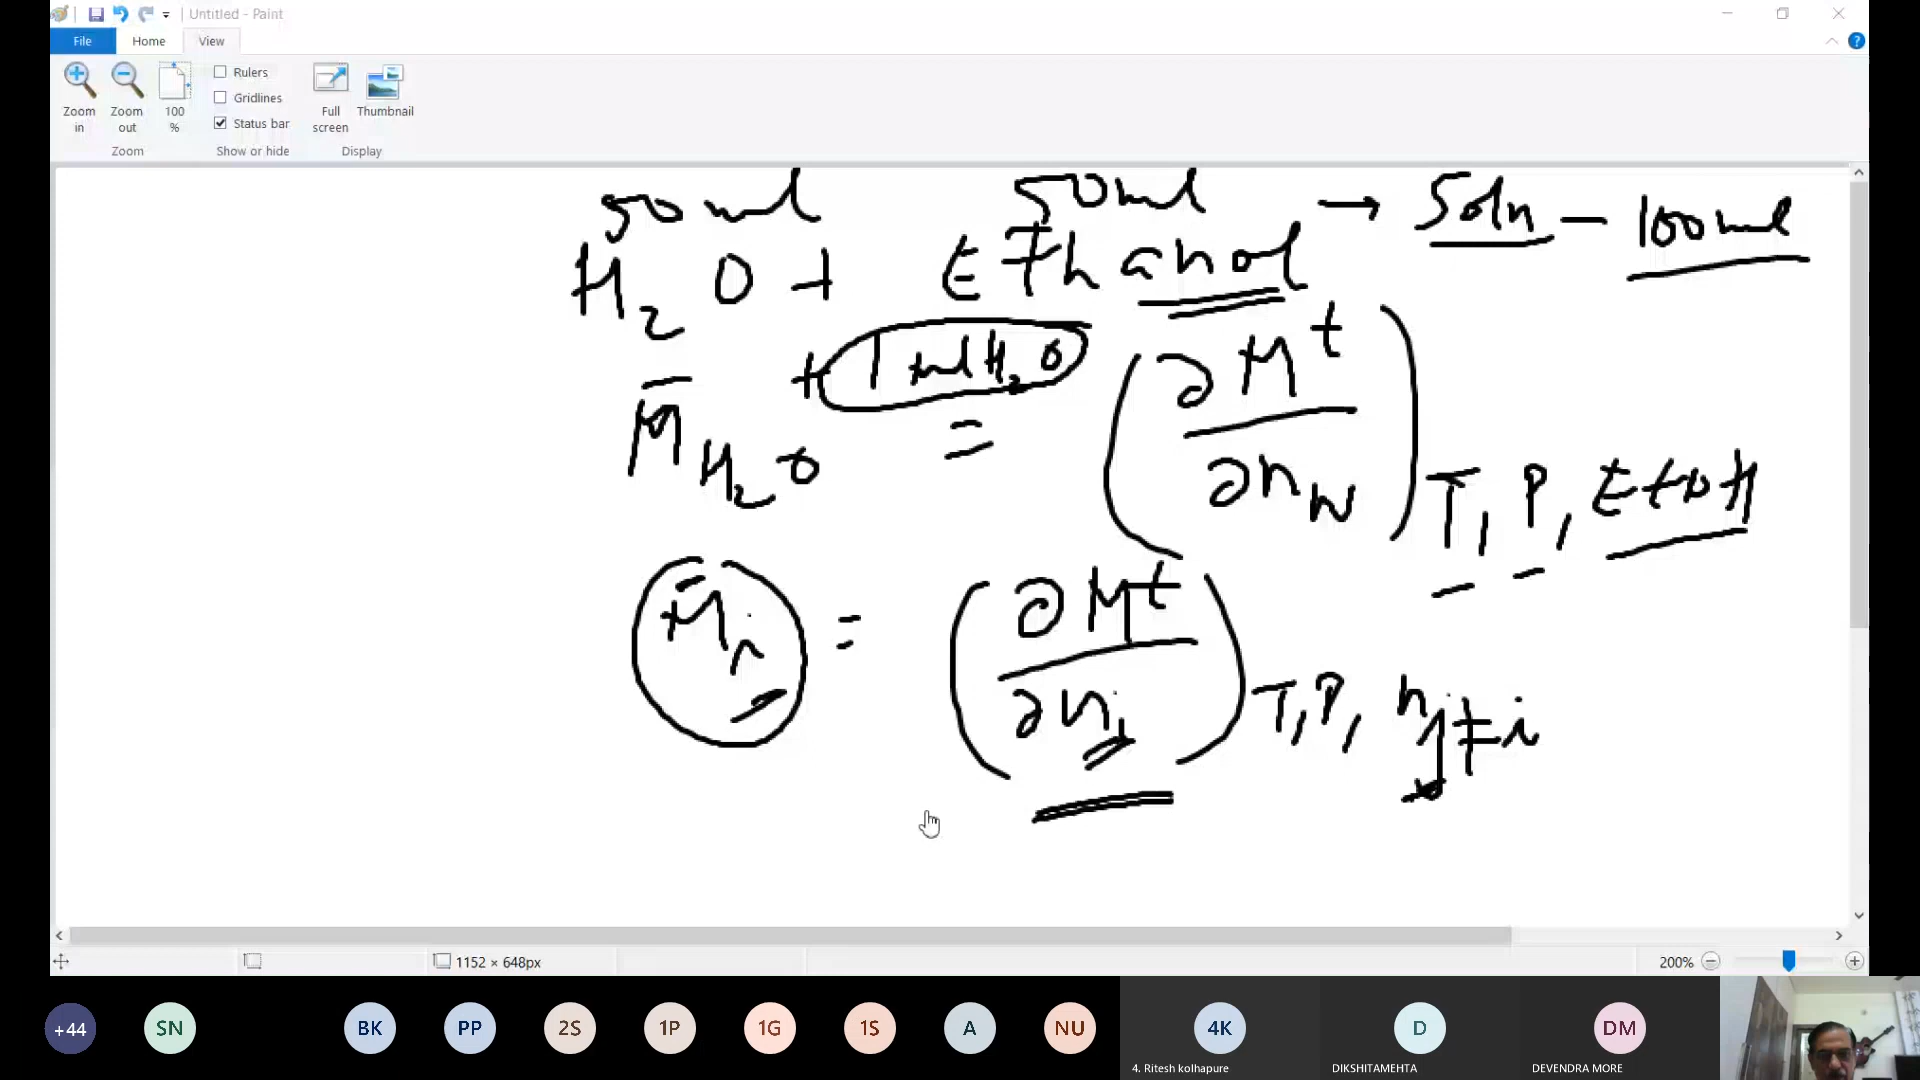 Untitled - Paint
File Home View
Zoom in
Zoom out
100 %
Rulers
Gridlines
Status bar
Full screen
Thumbnail
Zoom
Show or hide
Display
50 ml 50 ml → Soln — 100 ml
H2O + Ethanol
+ 1 ml H2O
M̄H2O = (∂Mᵗ/∂nw) T, P, EtOH
M̄i = (∂Mᵗ/∂ni) T, P, nj≠i
1152 × 648px
200%
+44 SN BK PP 2S 1P 1G 1S A NU 4K D DM
4. Ritesh kolhapure
DIKSHITAMEHTA
DEVENDRA MORE